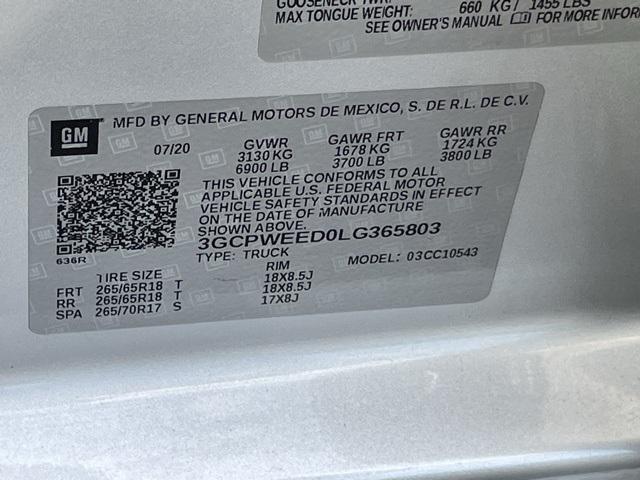 GOOSENECK TWR:
MAX TONGUE WEIGHT: 660 KG / 1455 LBS
SEE OWNER'S MANUAL FOR MORE INFOR
GM
MFD BY GENERAL MOTORS DE MEXICO, S. DE R.L. DE C.V.
07/20 GVWR GAWR FRT GAWR RR
3130 KG 1678 KG 1724 KG
6900 LB 3700 LB 3800 LB
THIS VEHICLE CONFORMS TO ALL
APPLICABLE U.S. FEDERAL MOTOR
VEHICLE SAFETY STANDARDS IN EFFECT
ON THE DATE OF MANUFACTURE
SHOWN ABOVE.
3GCPWEED0LG365803
636R
TYPE: TRUCK MODEL: 03CC10543
TIRE SIZE RIM
FRT 265/65R18 T 18X8.5J
RR 265/65R18 T 18X8.5J
SPA 265/70R17 S 17X8J